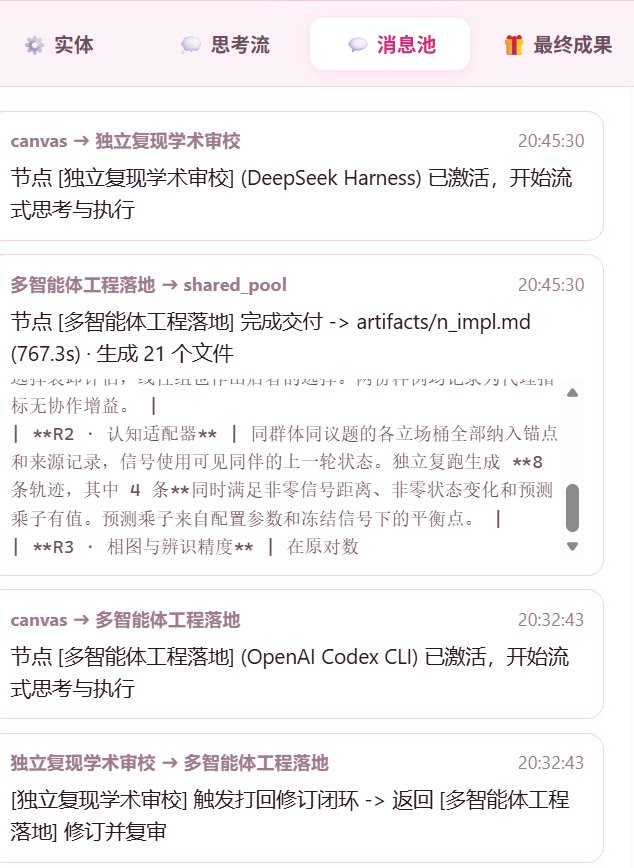 实体
思考流
消息池
最终成果
canvas → 独立复现学术审校
20:45:30
节点 [独立复现学术审校] (DeepSeek Harness) 已激活，开始流
式思考与执行
多智能体工程落地 → shared_pool
20:45:30
节点 [多智能体工程落地] 完成交付 -> artifacts/n_impl.md
(767.3s) · 生成 21 个文件
标无协作增益。 |
| **R2 · 认知适配器** | 同群体同议题的各立场桶全部纳入锚点
和来源记录，信号使用可见同伴的上一轮状态。独立复跑生成 **8
条轨迹，其中 4 条**同时满足非零信号距离、非零状态变化和预测
乘子有值。预测乘子来自配置参数和冻结信号下的平衡点。 |
| **R3 · 相图与辨识精度** | 在原对数
canvas → 多智能体工程落地
20:32:43
节点 [多智能体工程落地] (OpenAI Codex CLI) 已激活，开始流
式思考与执行
独立复现学术审校 → 多智能体工程落地
20:32:43
[独立复现学术审校] 触发打回修订闭环 -> 返回 [多智能体工程
落地] 修订并复审